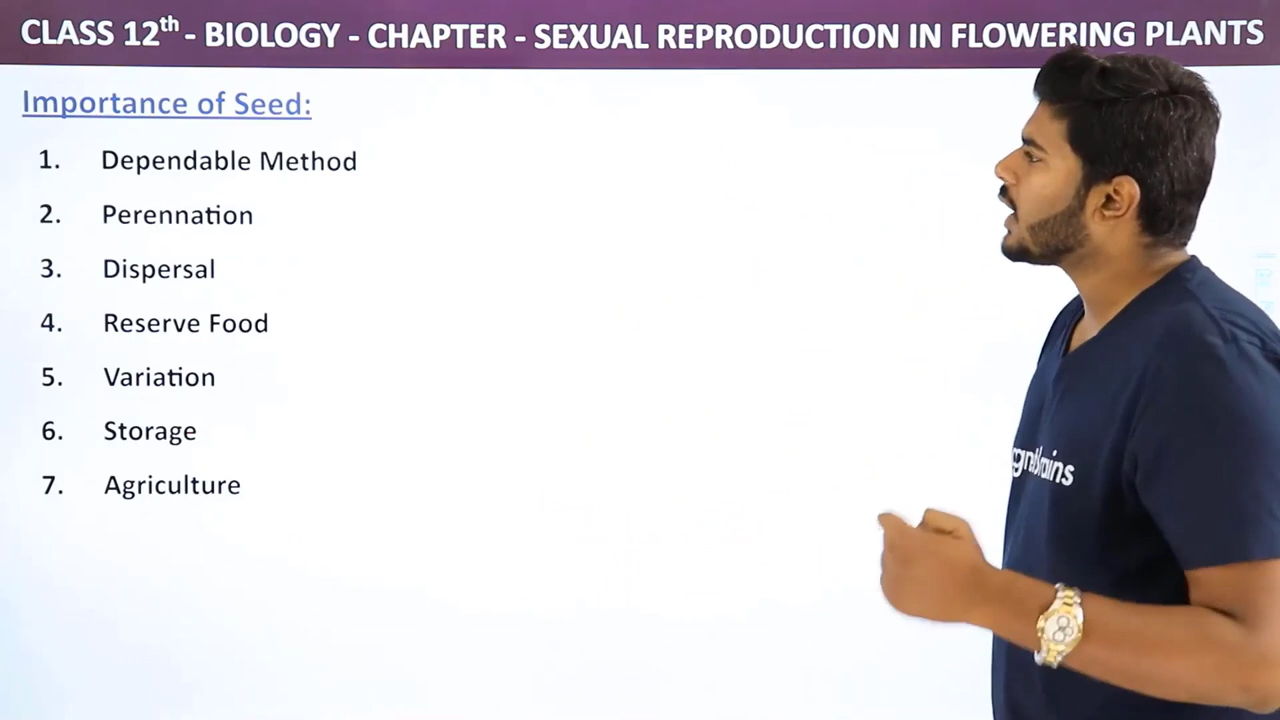 CLASS 12th - BIOLOGY - CHAPTER - SEXUAL REPRODUCTION IN FLOWERING PLANTS
Importance of Seed:
1. Dependable Method
2. Perennation
3. Dispersal
4. Reserve Food
5. Variation
6. Storage
7. Agriculture